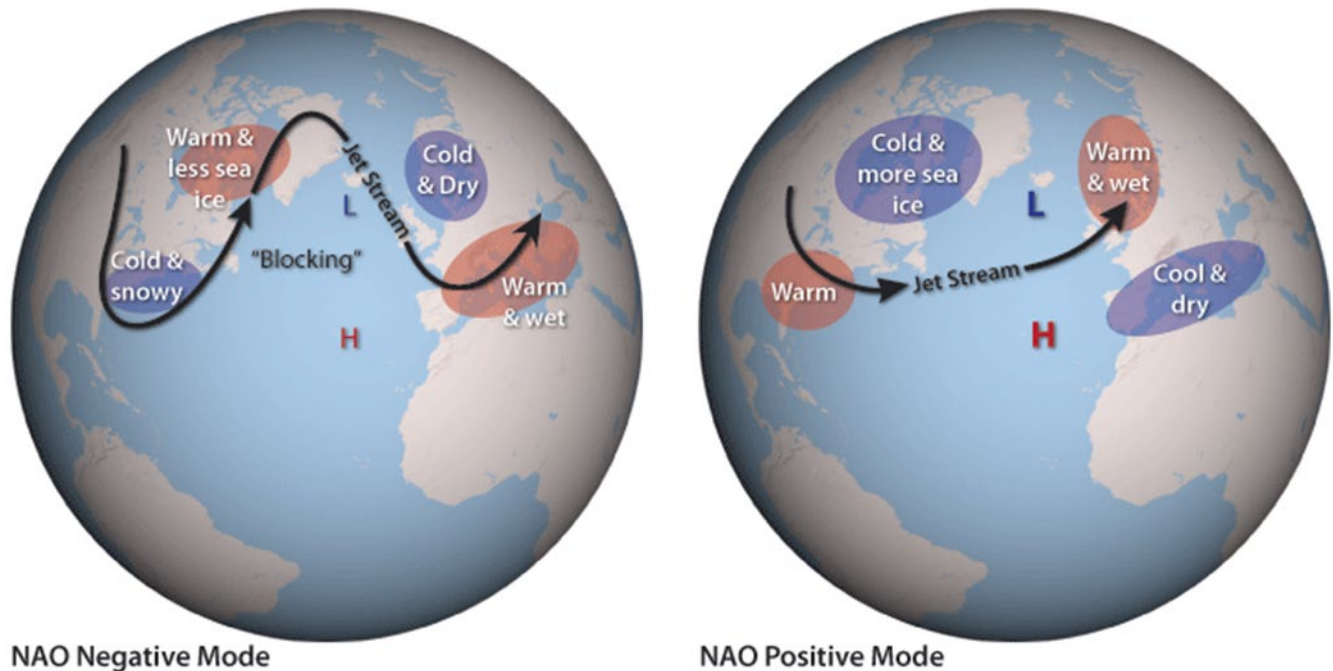 Warm &
less sea
ice
Cold
& Dry
Jet Stream
L
"Blocking"
Cold &
snowy
Warm
& wet
H
NAO Negative Mode
Cold &
more sea
ice
Warm
& wet
L
Jet Stream
Warm
Cool &
dry
H
NAO Positive Mode